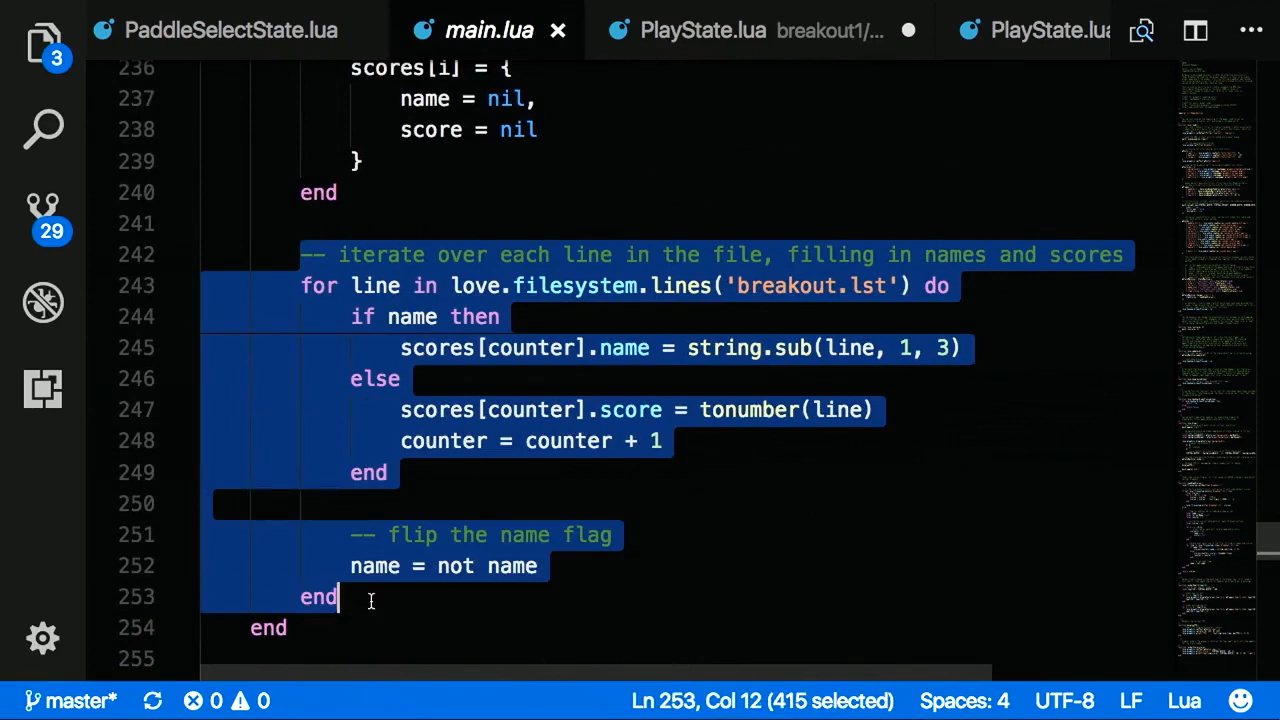 PaddleSelectState.lua
main.lua
PlayState.lua breakout1/...
PlayState.lua
3
29
236 scores[i] = {
237 name = nil,
238 score = nil
239 }
240 end
241
242 -- iterate over each line in the file, filling in names and scores
243 for line in love.filesystem.lines('breakout.lst') do
244 if name then
245 scores[counter].name = string.sub(line, 1, 3)
246 else
247 scores[counter].score = tonumber(line)
248 counter = counter + 1
249 end
250
251 -- flip the name flag
252 name = not name
253 end
254 end
255
master* 0 0 Ln 253, Col 12 (415 selected) Spaces: 4 UTF-8 LF Lua